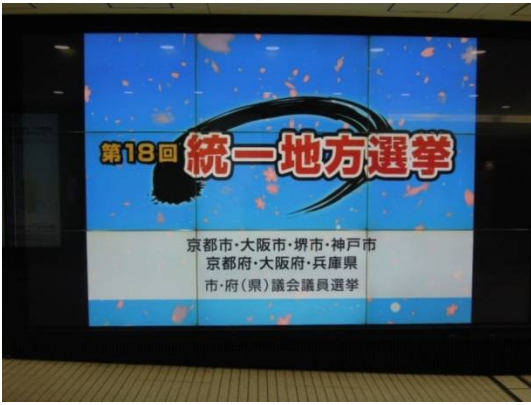 第18回 統一地方選挙
京都市・大阪市・堺市・神戸市
京都府・大阪府・兵庫県
市・府(県)議会議員選挙